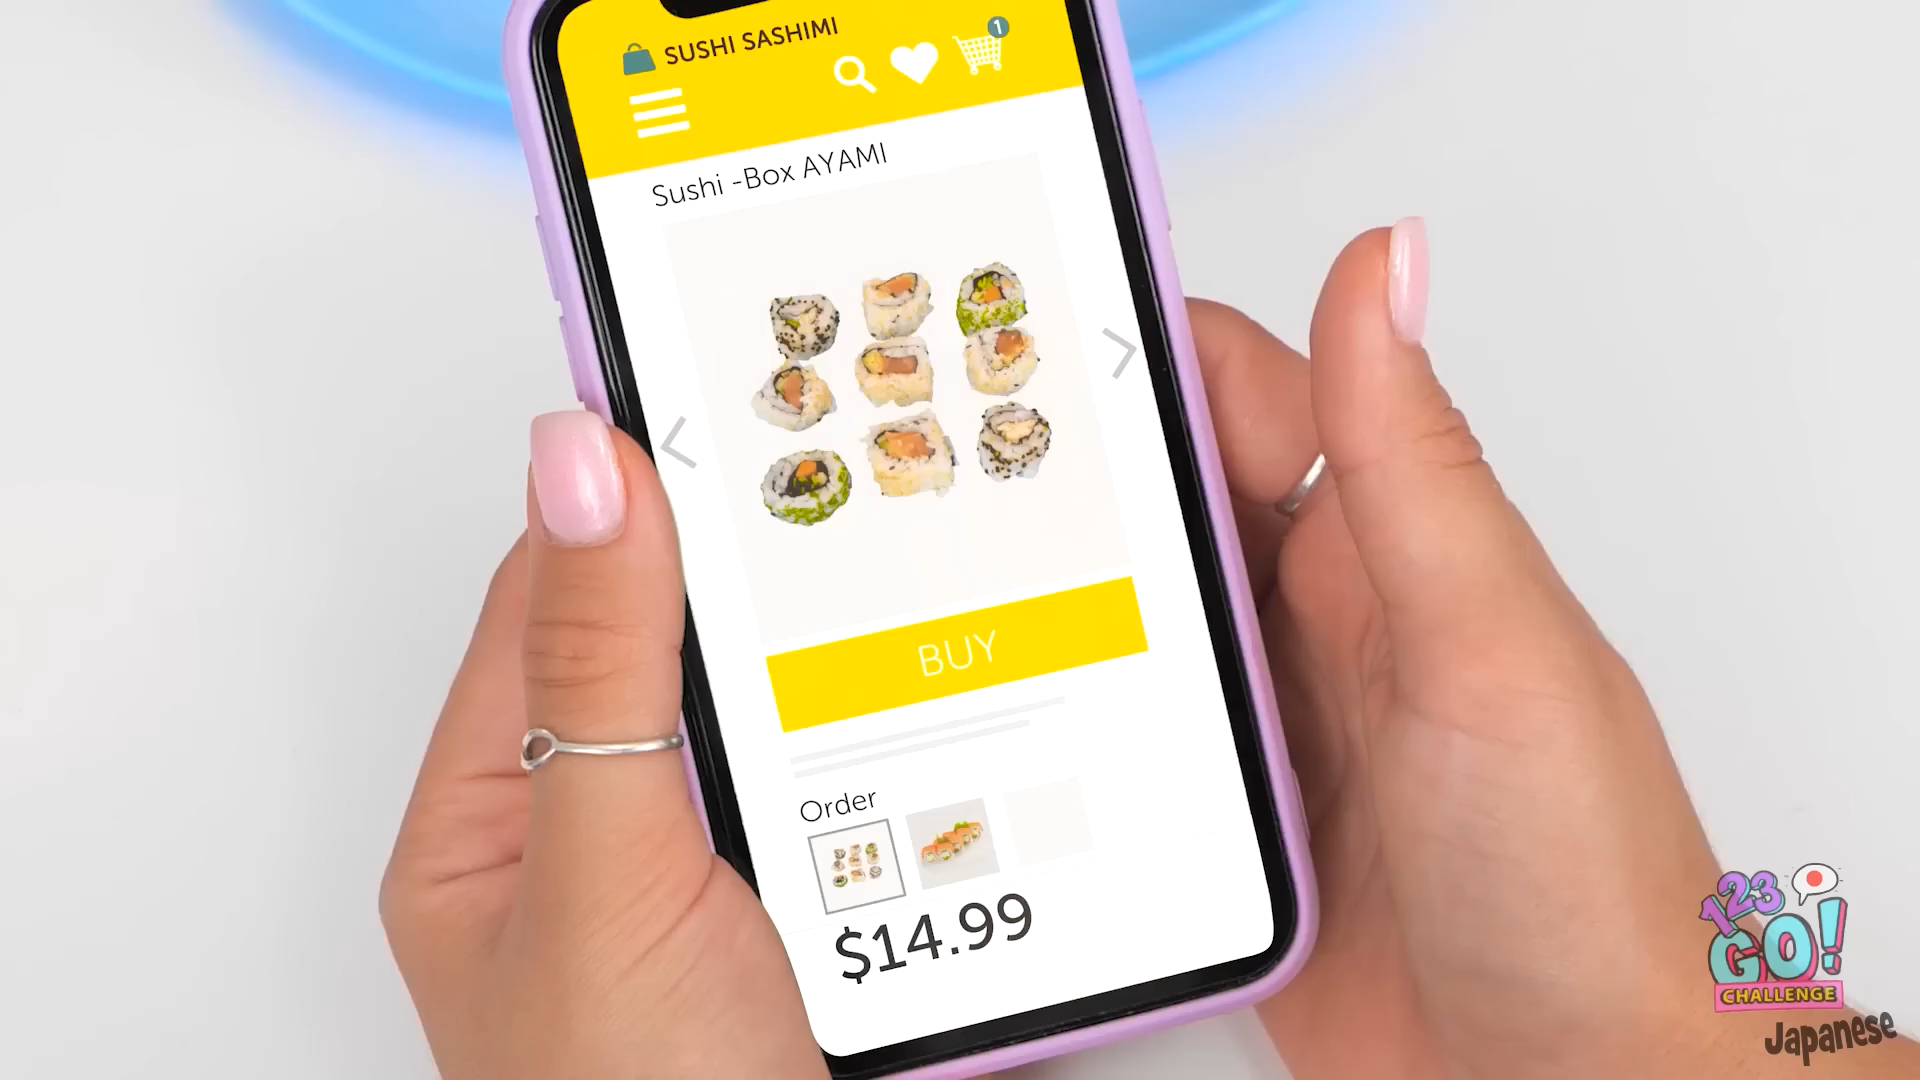 SUSHI SASHIMI
1
Sushi -Box AYAMI
BUY
Order
$14.99
123
GO!
CHALLENGE
Japanese